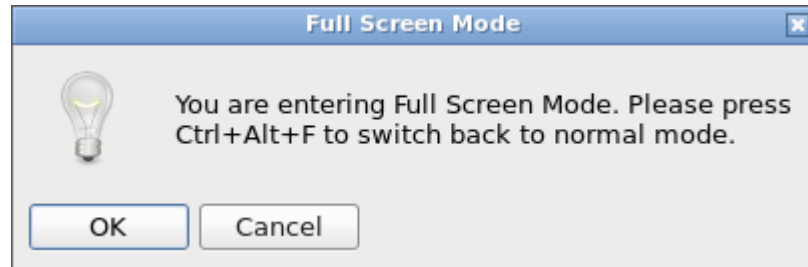 Full Screen Mode
You are entering Full Screen Mode. Please press
Ctrl+Alt+F to switch back to normal mode.
OK
Cancel